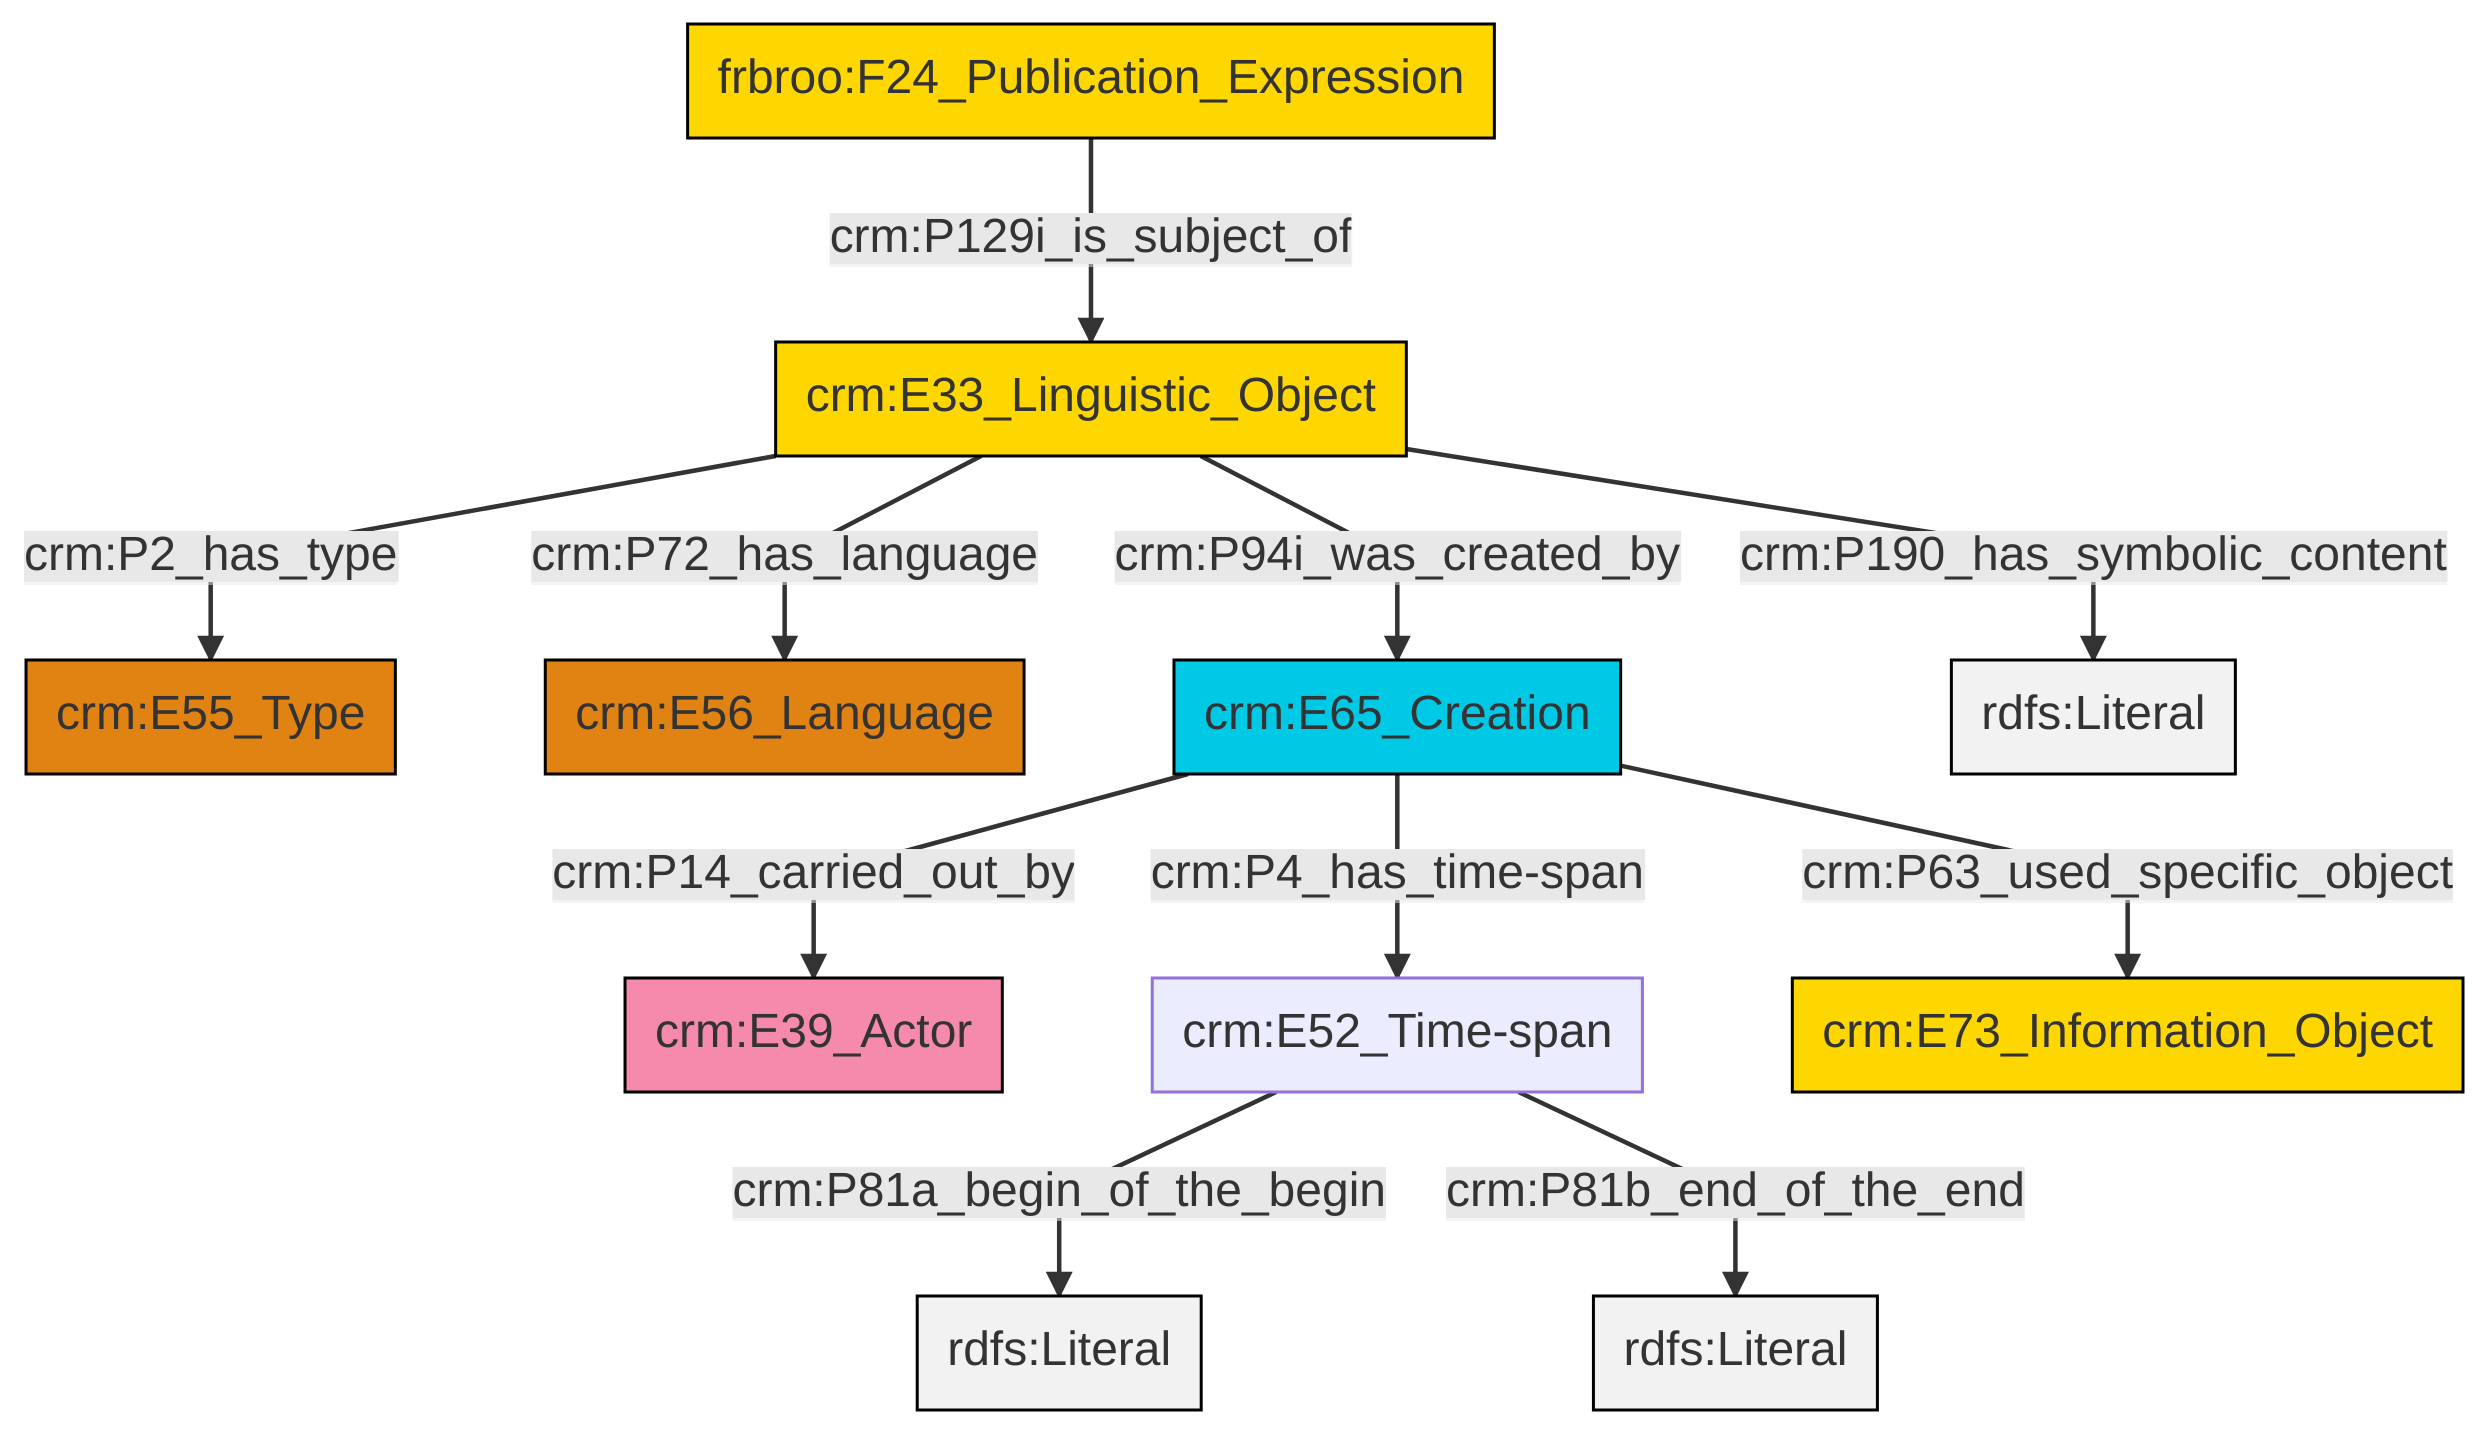 frbroo:F24_Publication_Expression
crm:P129i_is_subject_of
crm:E33_Linguistic_Object
crm:P2_has_type
crm:P72_has_language
crm:P94i_was_created_by
crm:P190_has_symbolic_content
crm:E55_Type
crm:E56_Language
crm:E65_Creation
rdfs:Literal
crm:P14_carried_out_by
crm:P4_has_time-span
crm:P63_used_specific_object
crm:E39_Actor
crm:E52_Time-span
crm:E73_Information_Object
crm:P81a_begin_of_the_begin
crm:P81b_end_of_the_end
rdfs:Literal
rdfs:Literal